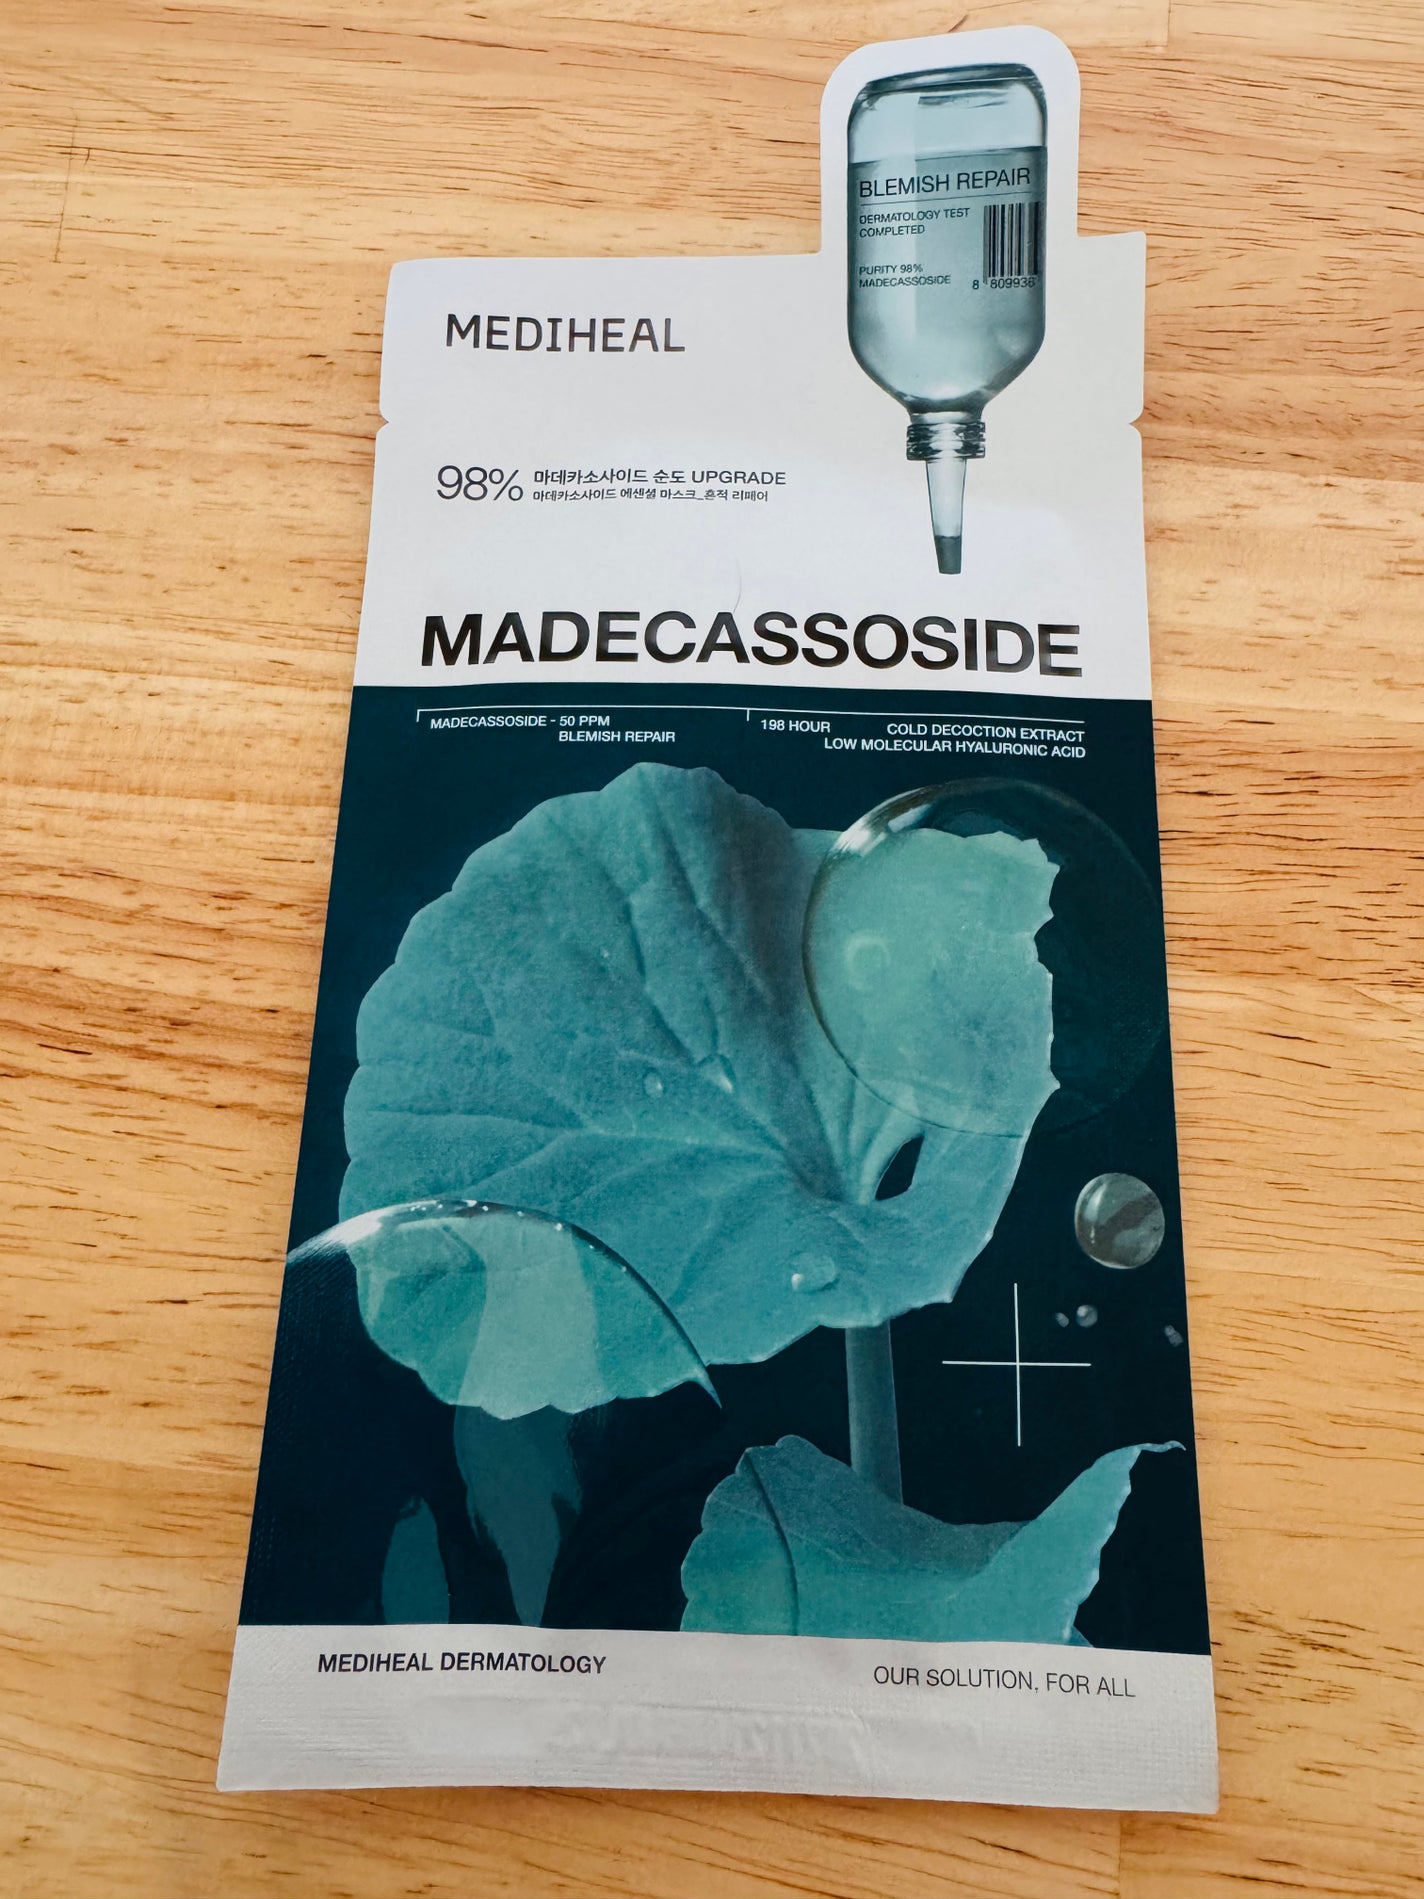 BLEMISH REPAIR
DERMATOLOGY TEST
COMPLETED
PURITY 98%
MADECASSOSIDE
8 809938
MEDIHEAL
98% 마데카소사이드 순도 UPGRADE
마데카소사이드 에센셜 마스크_흔적 리페어
MADECASSOSIDE
MADECASSOSIDE - 50 PPM
BLEMISH REPAIR
198 HOUR COLD DECOCTION EXTRACT
LOW MOLECULAR HYALURONIC ACID
MEDIHEAL DERMATOLOGY
OUR SOLUTION, FOR ALL